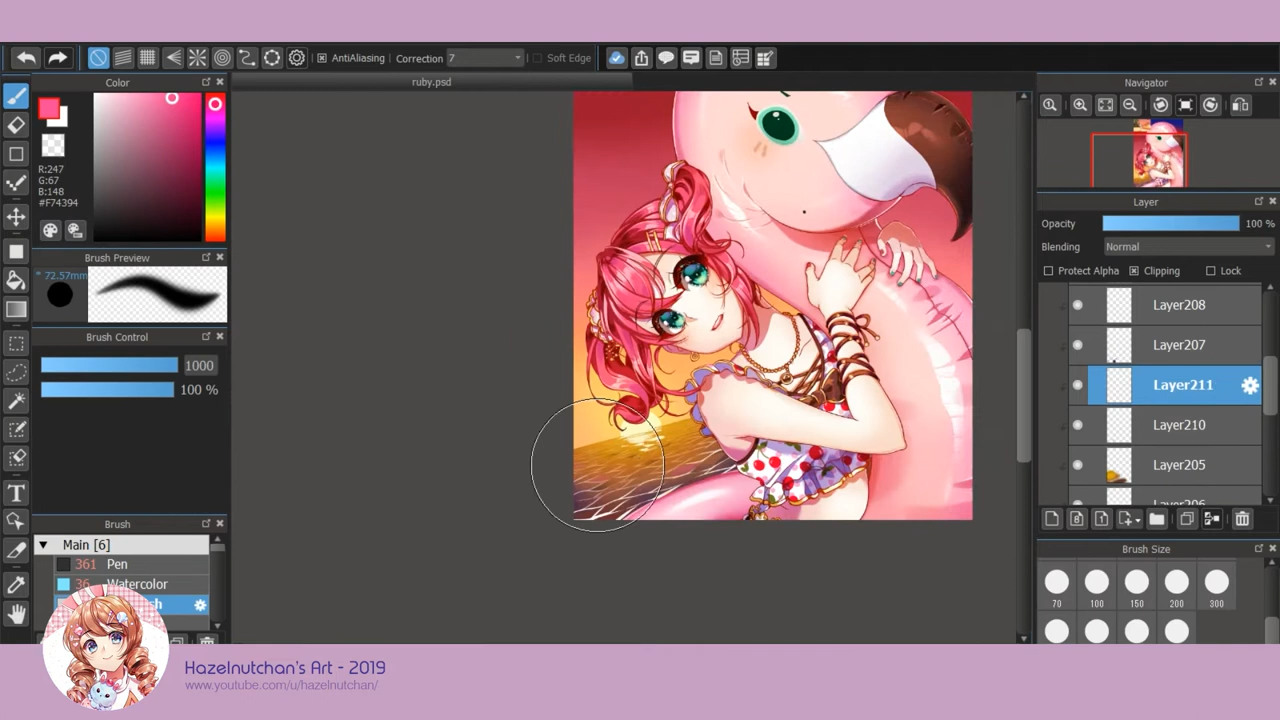 AntiAliasing Correction 7 Soft Edge
Color
ruby.psd
Navigator
R:247
G:67
B:148
#F74394
Brush Preview
* 72.57mm
Brush Control
1000
100 %
Brush
Main [6]
361 Pen
36 Watercolor
Layer
Opacity 100 %
Blending Normal
Protect Alpha Clipping Lock
Layer208
Layer207
Layer211
Layer210
Layer205
Brush Size
70 100 150 200 300
Hazelnutchan's Art - 2019
www.youtube.com/u/hazelnutchan/